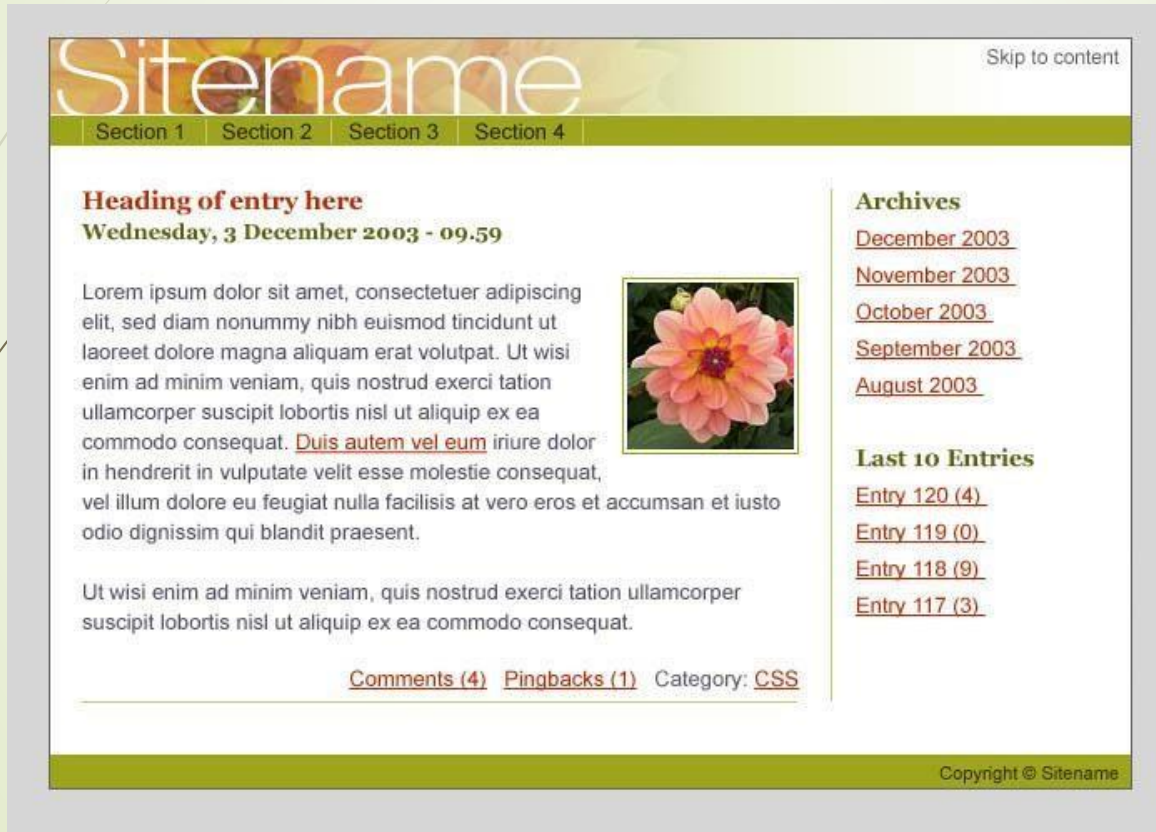 Sitename
Skip to content
Section 1 Section 2 Section 3 Section 4
Heading of entry here
Wednesday, 3 December 2003 - 09.59
Lorem ipsum dolor sit amet, consectetuer adipiscing
elit, sed diam nonummy nibh euismod tincidunt ut
laoreet dolore magna aliquam erat volutpat. Ut wisi
enim ad minim veniam, quis nostrud exerci tation
ullamcorper suscipit lobortis nisl ut aliquip ex ea
commodo consequat. Duis autem vel eum iriure dolor
in hendrerit in vulputate velit esse molestie consequat,
vel illum dolore eu feugiat nulla facilisis at vero eros et accumsan et iusto
odio dignissim qui blandit praesent.
Ut wisi enim ad minim veniam, quis nostrud exerci tation ullamcorper
suscipit lobortis nisl ut aliquip ex ea commodo consequat.
Comments (4) Pingbacks (1) Category: CSS
Archives
December 2003
November 2003
October 2003
September 2003
August 2003
Last 10 Entries
Entry 120 (4)
Entry 119 (0)
Entry 118 (9)
Entry 117 (3)
Copyright © Sitename